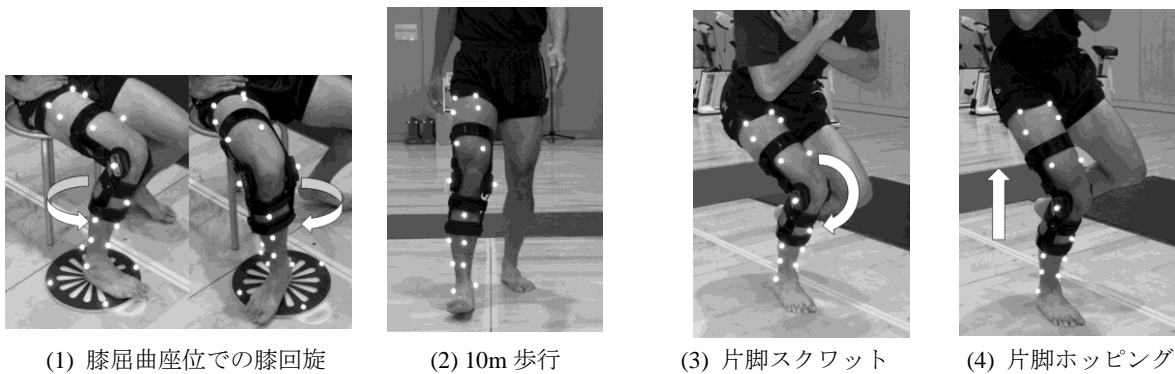 (1) 膝屈曲座位での膝回旋
(2) 10m 歩行
(3) 片脚スクワット
(4) 片脚ホッピング